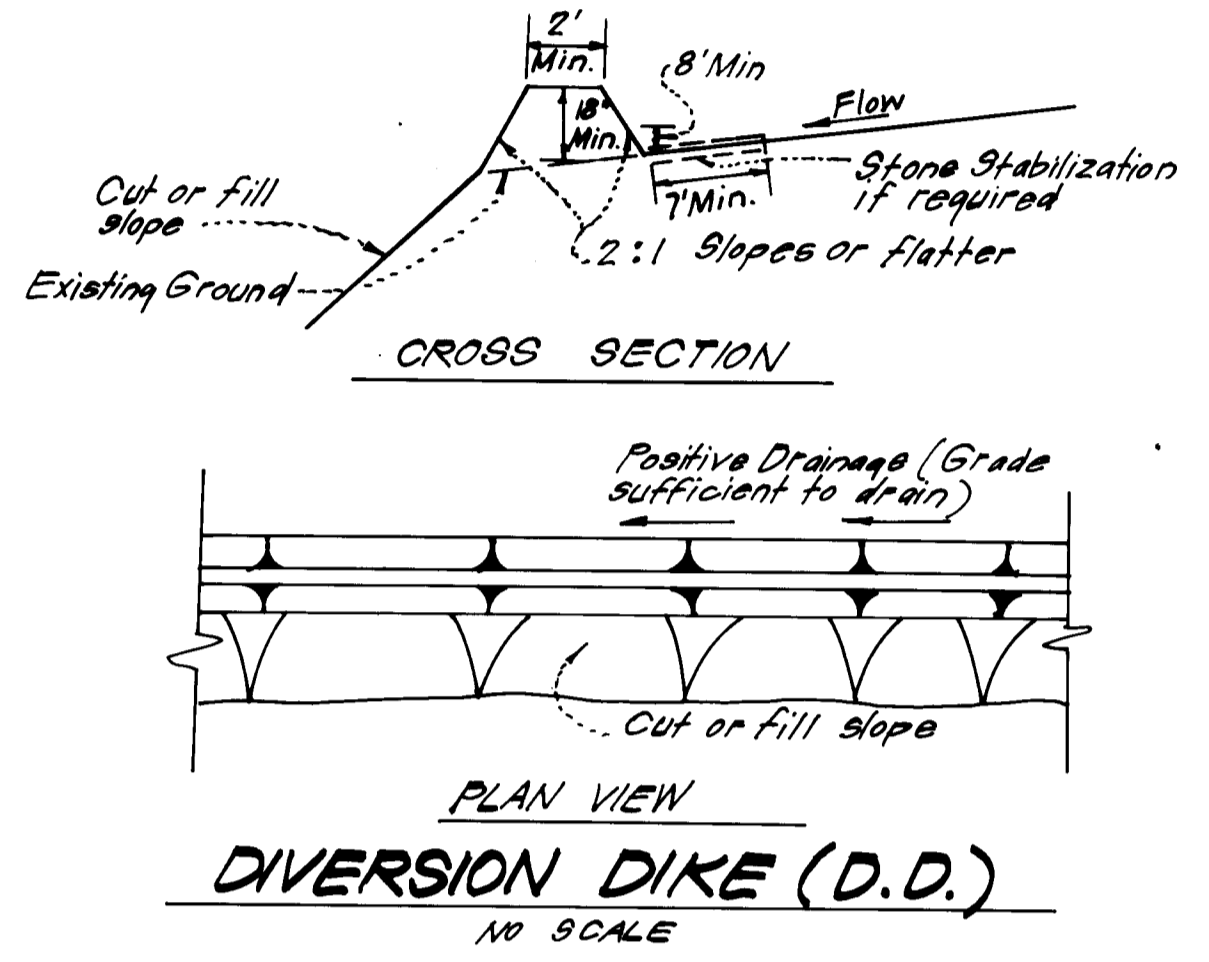 2'
Min.
8' Min
18"
Min.
Flow
Stone Stabilization
if required
7' Min.
Cut or fill
slope
2:1 Slopes or flatter
Existing Ground
CROSS SECTION
Positive Drainage (Grade
sufficient to drain)
Cut or fill slope
PLAN VIEW
DIVERSION DIKE (D.D.)
NO SCALE